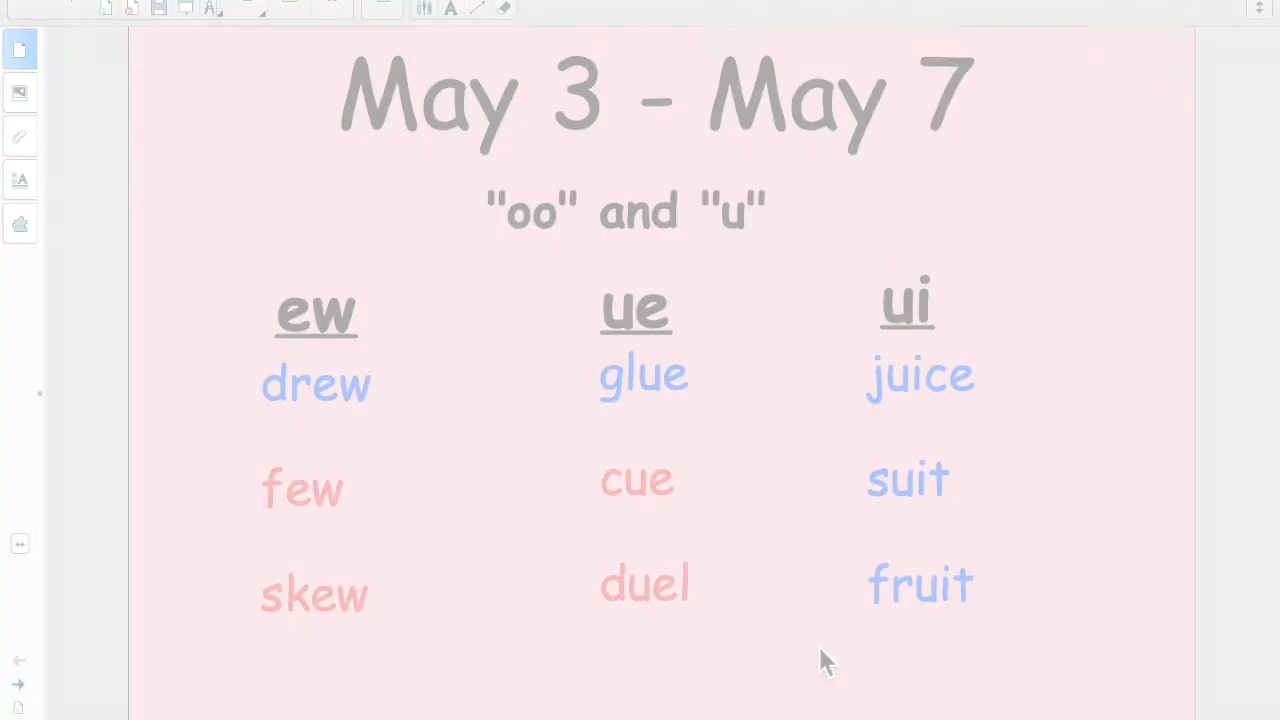 May 3 - May 7
"oo" and "u"
ew ue ui
drew glue juice
few cue suit
skew duel fruit